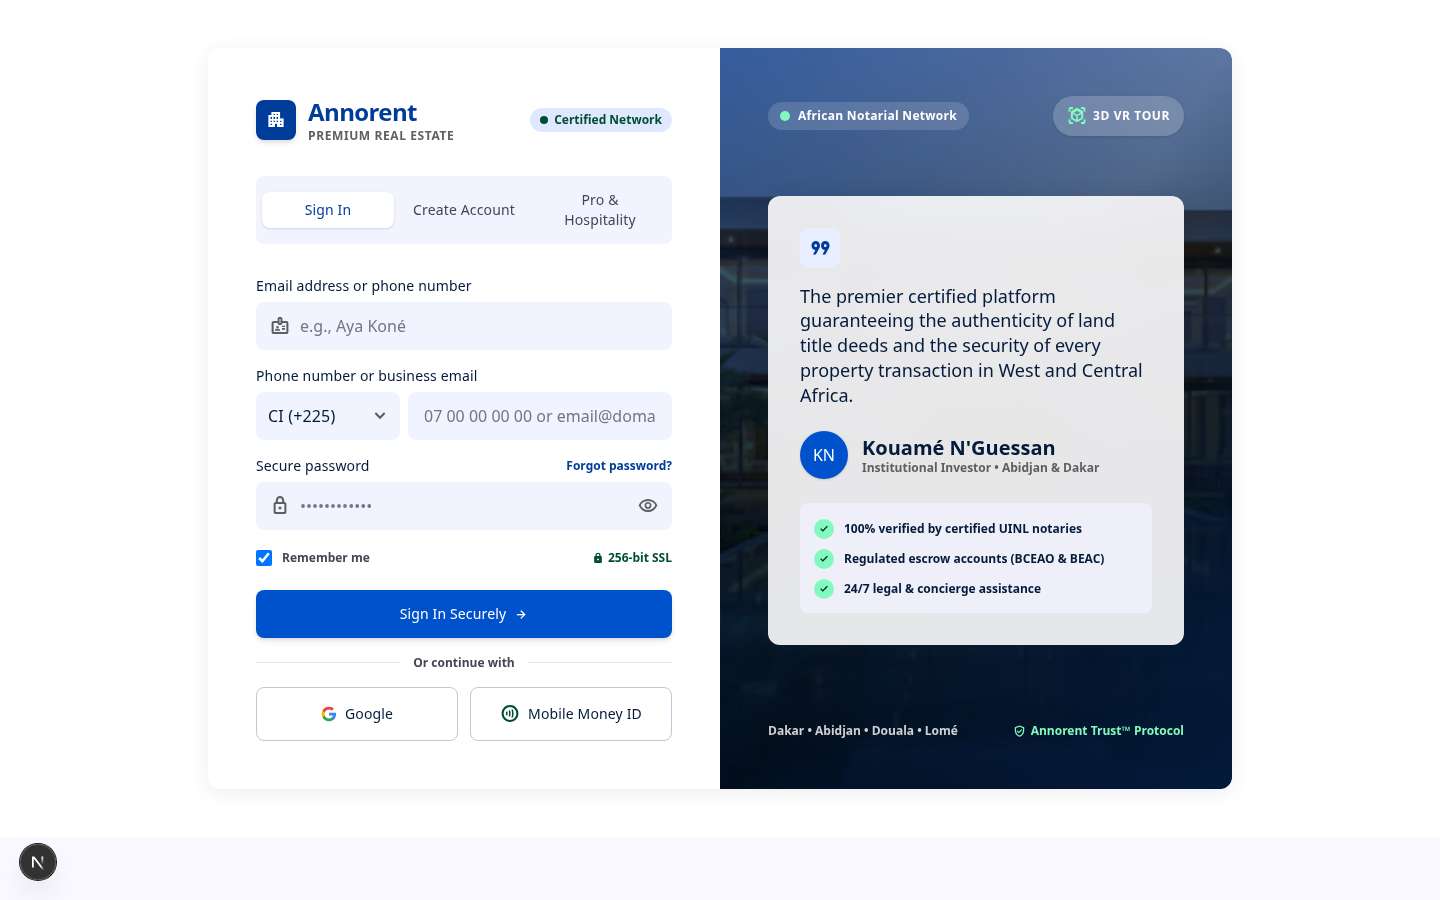 Annorent
PREMIUM REAL ESTATE
Certified Network
Sign In
Create Account
Pro &
Hospitality
Email address or phone number
e.g., Aya Koné
Phone number or business email
CI (+225)
07 00 00 00 00 or email@doma
Secure password
Forgot password?
••••••••••••
Remember me
256-bit SSL
Sign In Securely →
Or continue with
Google
Mobile Money ID
African Notarial Network
3D VR TOUR
The premier certified platform
guaranteeing the authenticity of land
title deeds and the security of every
property transaction in West and Central
Africa.
KN
Kouamé N'Guessan
Institutional Investor • Abidjan & Dakar
100% verified by certified UINL notaries
Regulated escrow accounts (BCEAO & BEAC)
24/7 legal & concierge assistance
Dakar • Abidjan • Douala • Lomé
Annorent Trust™ Protocol
N